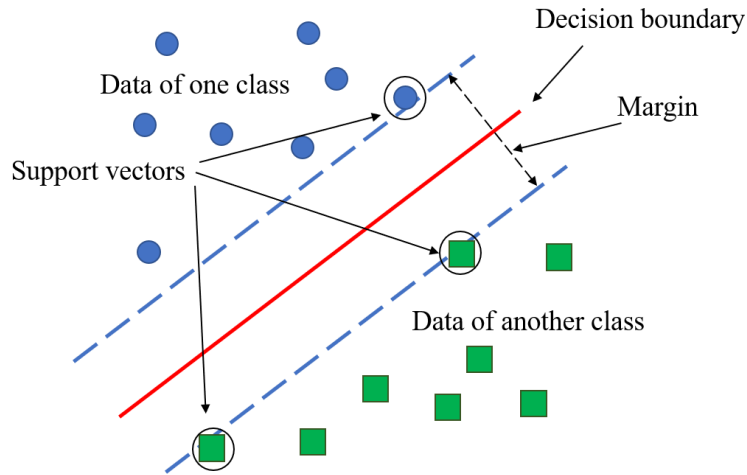 Decision boundary
Data of one class
Margin
Support vectors
Data of another class